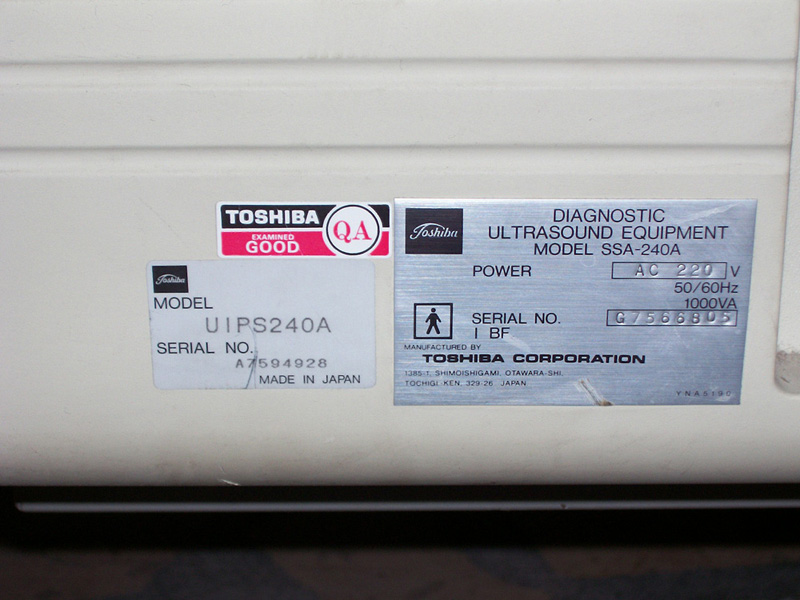 TOSHIBA
EXAMINED
GOOD
QA
Toshiba
MODEL
UIPS240A
SERIAL NO.
A7594928
MADE IN JAPAN
Toshiba
DIAGNOSTIC
ULTRASOUND EQUIPMENT
MODEL SSA-240A
POWER AC 220 V
50/60Hz
1000VA
SERIAL NO. G7566805
I BF
MANUFACTURED BY
TOSHIBA CORPORATION
1385-1, SHIMOISHIGAMI, OTAWARA-SHI,
TOCHIGI-KEN, 329-26 JAPAN
YNA5190